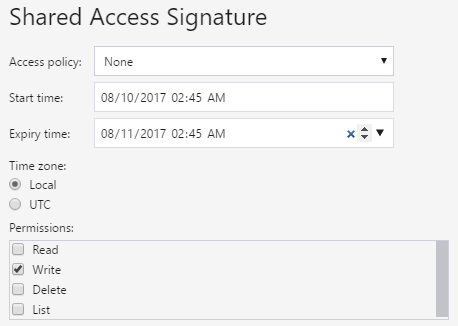 Shared Access Signature
Access policy: None
Start time: 08/10/2017 02:45 AM
Expiry time: 08/11/2017 02:45 AM
Time zone:
Local
UTC
Permissions:
Read
Write
Delete
List